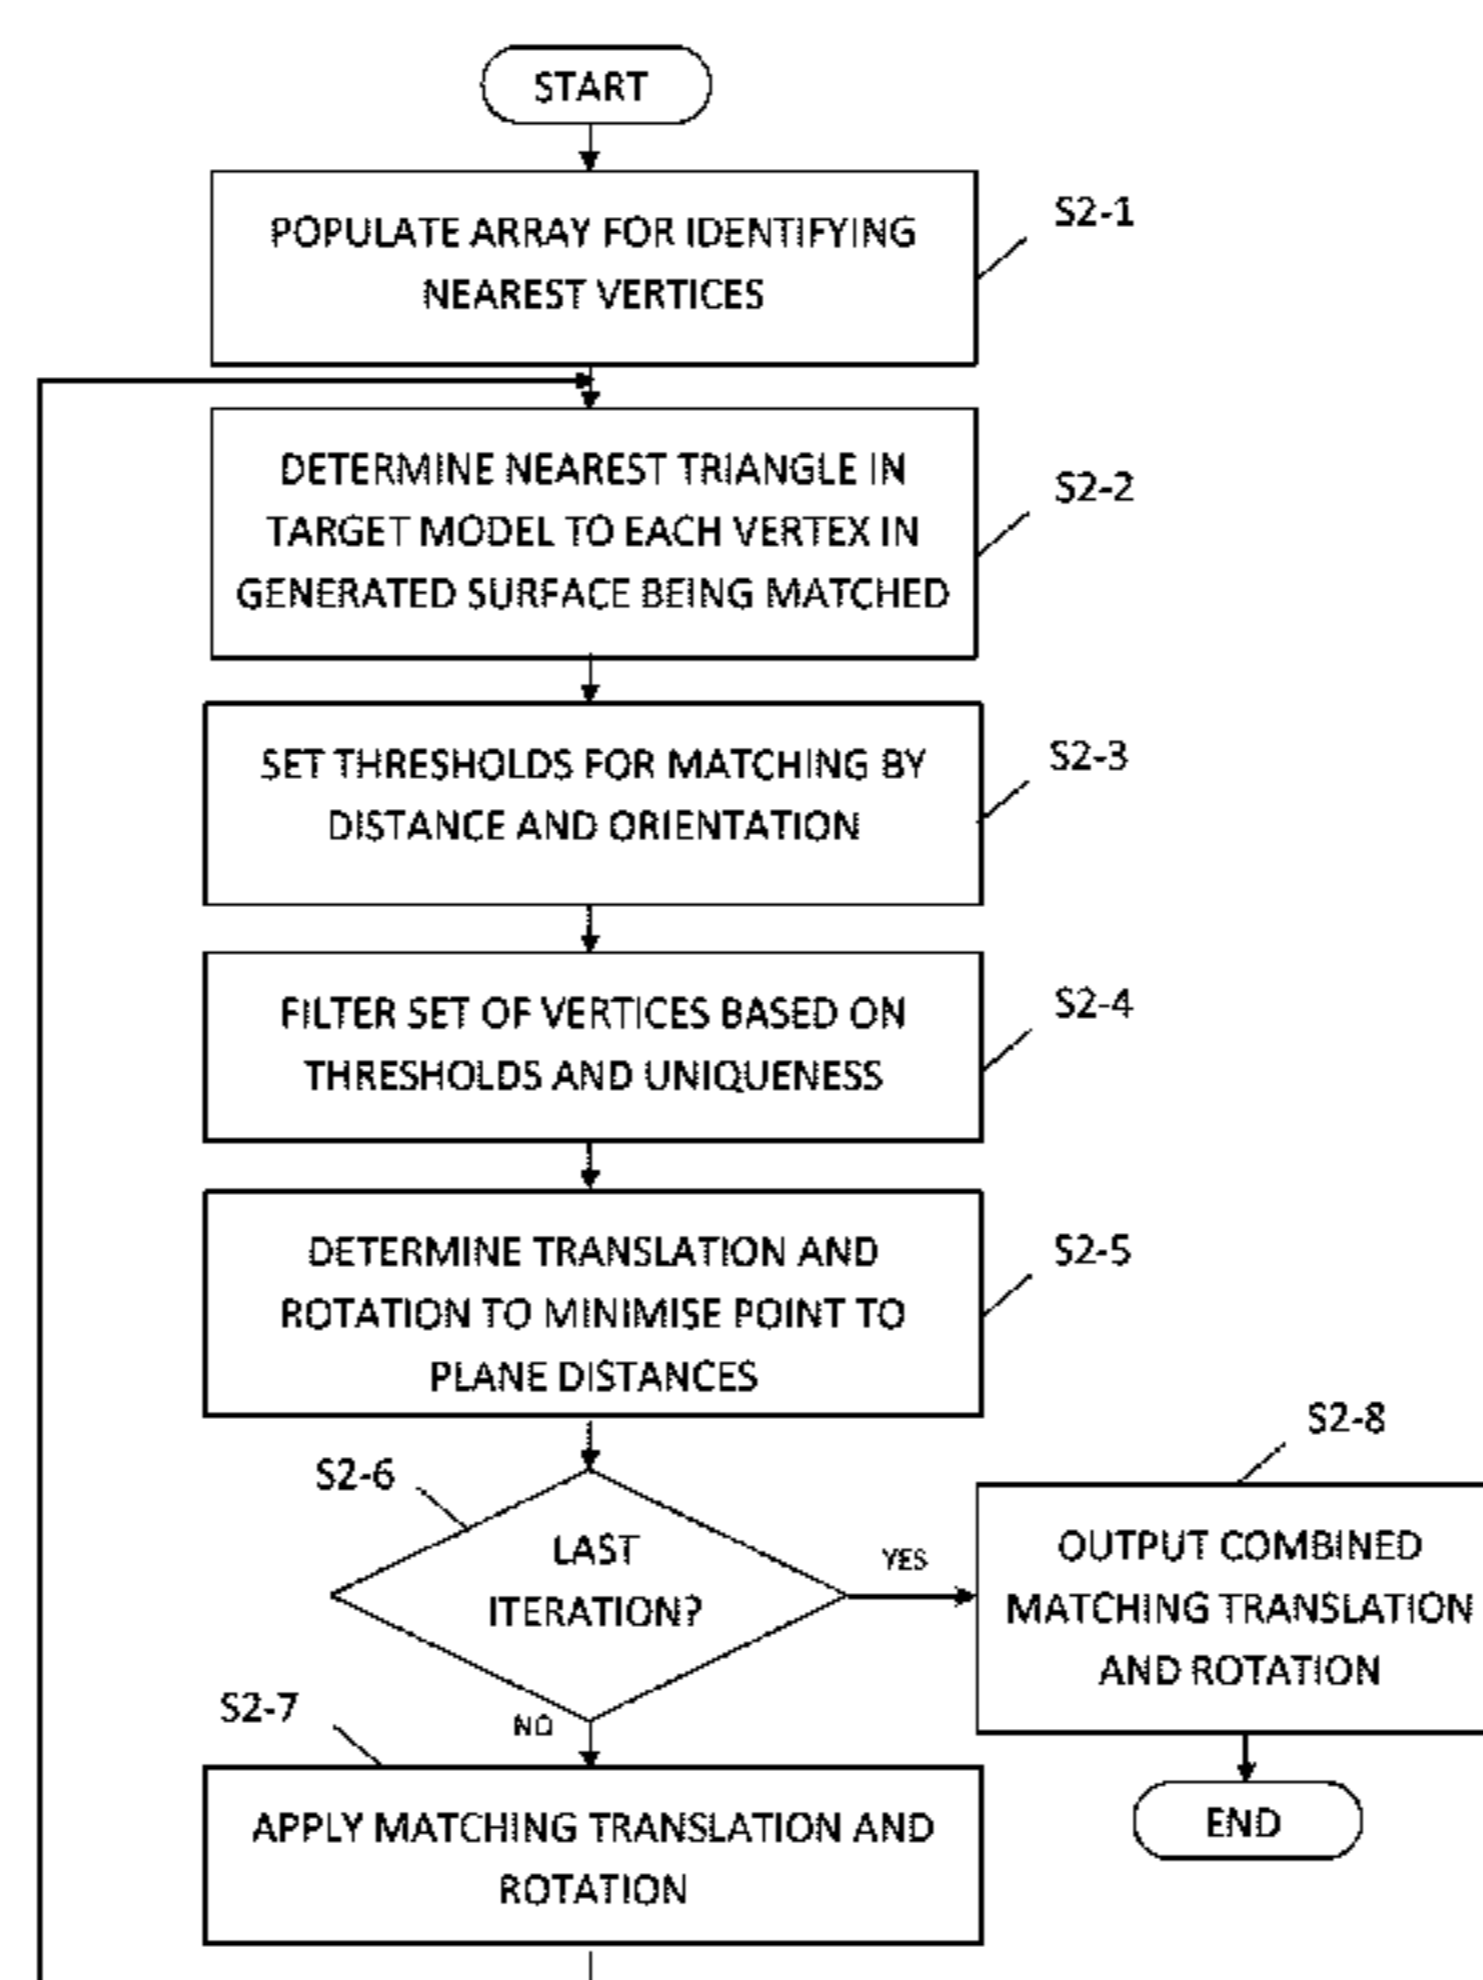 START
POPULATE ARRAY FOR IDENTIFYING
NEAREST VERTICES
S2-1
DETERMINE NEAREST TRIANGLE IN
TARGET MODEL TO EACH VERTEX IN
GENERATED SURFACE BEING MATCHED
S2-2
SET THRESHOLDS FOR MATCHING BY
DISTANCE AND ORIENTATION
S2-3
FILTER SET OF VERTICES BASED ON
THRESHOLDS AND UNIQUENESS
S2-4
DETERMINE TRANSLATION AND
ROTATION TO MINIMISE POINT TO
PLANE DISTANCES
S2-5
S2-6
LAST
ITERATION?
YES
NO
S2-8
OUTPUT COMBINED
MATCHING TRANSLATION
AND ROTATION
END
S2-7
APPLY MATCHING TRANSLATION AND
ROTATION